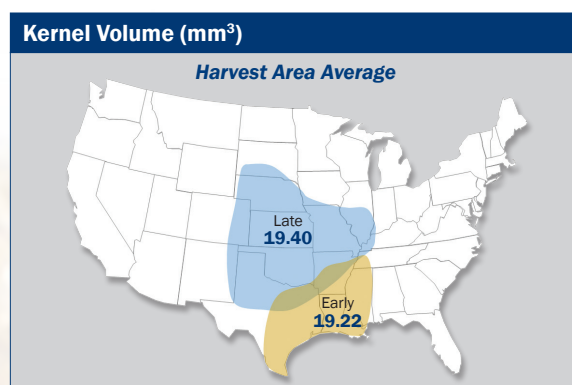 Kernel Volume (mm³)
Harvest Area Average
Late
19.40
Early
19.22